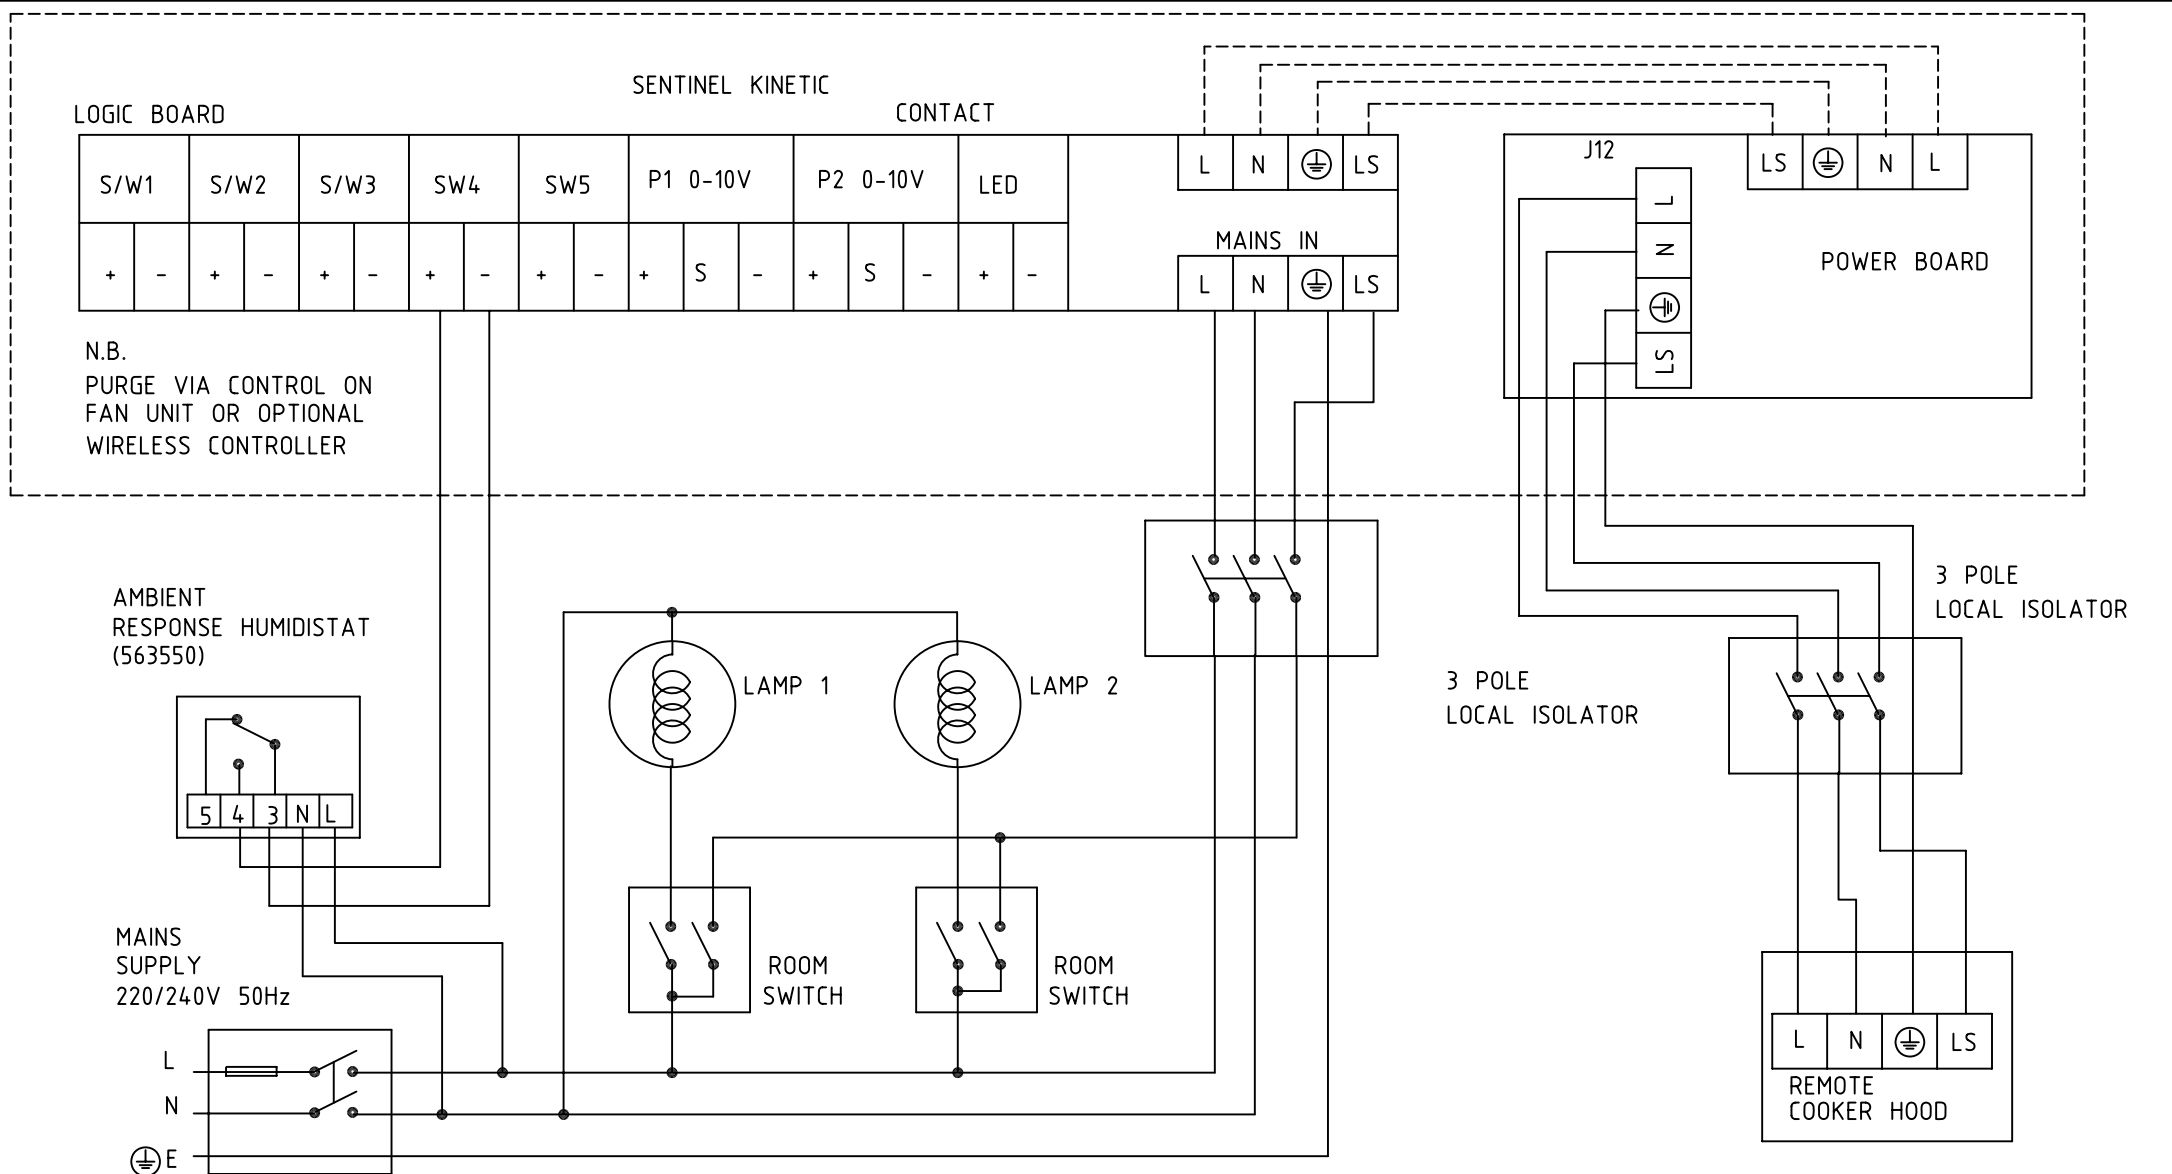 SENTINEL KINETIC
LOGIC BOARD
CONTACT
S/W1 S/W2 S/W3 SW4 SW5 P1 0-10V P2 0-10V LED
+ - + - + - + - + - + S - + S - + -
L N LS
MAINS IN
L N LS
J12
LS N L
L
N
LS
POWER BOARD
N.B.
PURGE VIA CONTROL ON
FAN UNIT OR OPTIONAL
WIRELESS CONTROLLER
AMBIENT
RESPONSE HUMIDISTAT
(563550)
5 4 3 N L
LAMP 1
LAMP 2
3 POLE
LOCAL ISOLATOR
3 POLE
LOCAL ISOLATOR
ROOM
SWITCH
ROOM
SWITCH
MAINS
SUPPLY
220/240V 50Hz
L
N
E
L N LS
REMOTE
COOKER HOOD